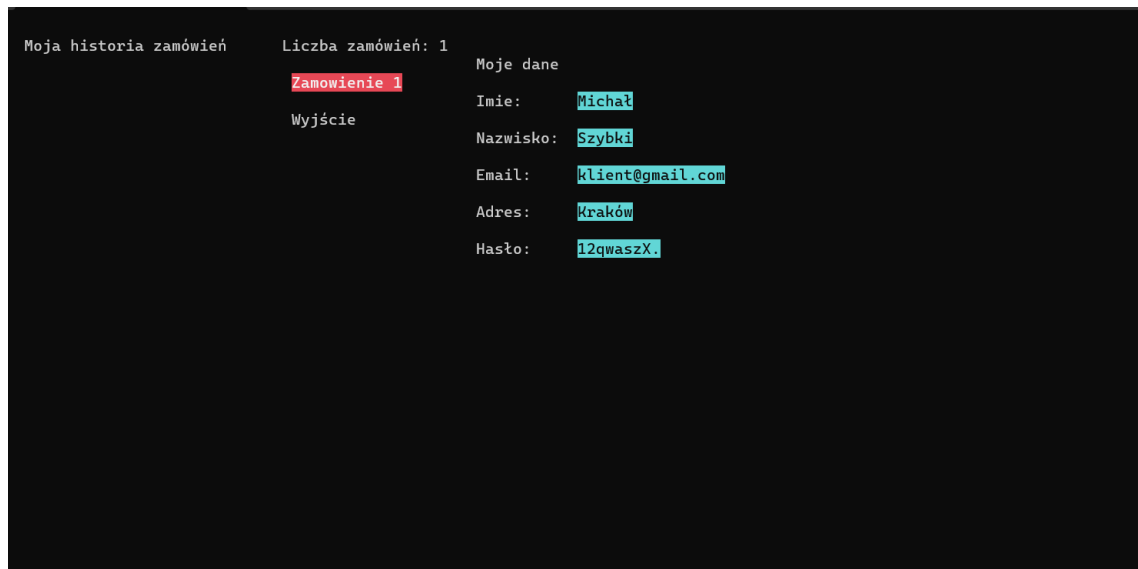 Moja historia zamówień
Liczba zamówień: 1
Zamowienie 1
Wyjście
Moje dane
Imie: Michał
Nazwisko: Szybki
Email: klient@gmail.com
Adres: Kraków
Hasło: 12qwaszX.